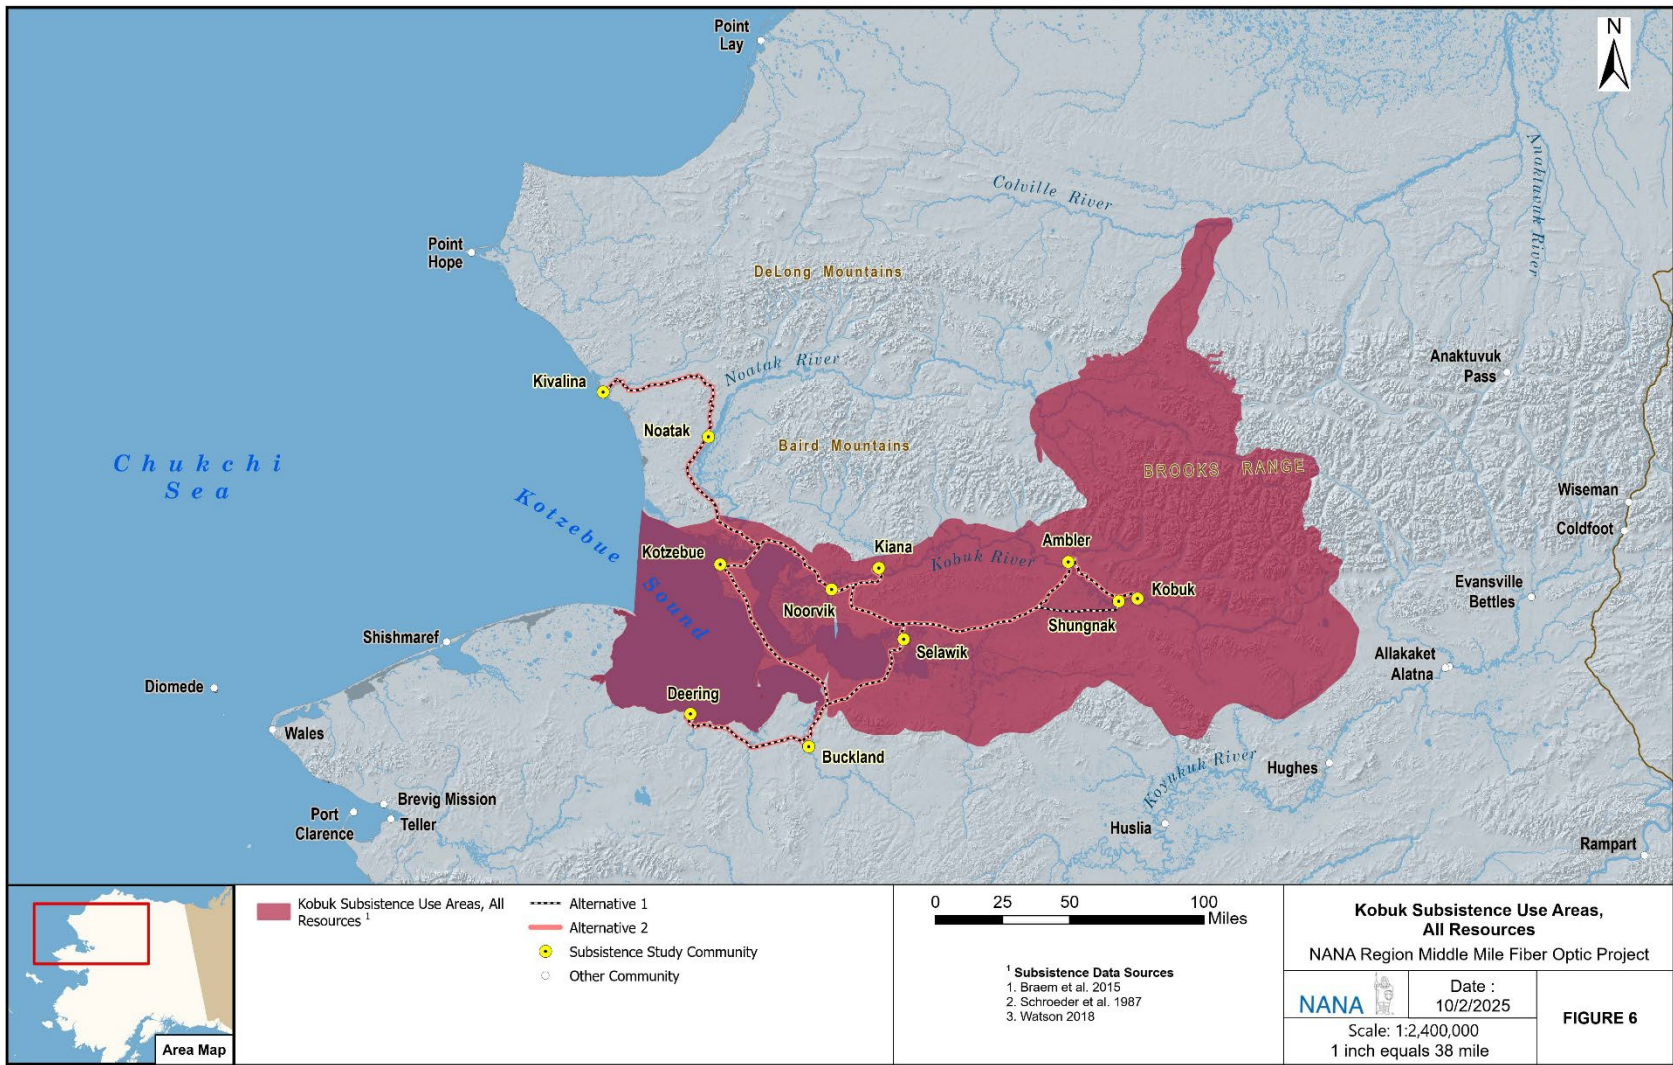 Point
Lay
N
Anaktuvuk River
Colville River
Point
Hope
DeLong Mountains
Noatak River
Anaktuvuk
Pass
Kivalina
Noatak
Baird Mountains
BROOKS RANGE
Chukchi
Sea
Kotzebue Sound
Wiseman
Coldfoot
Kotzebue
Kiana
Kobuk River
Ambler
Noorvik
Kobuk
Shungnak
Evansville
Bettles
Shishmaref
Selawik
Allakaket
Alatna
Diomede
Deering
Wales
Buckland
Koyukuk River
Hughes
Brevig Mission
Port
Clarence
Teller
Huslia
Rampart
Area Map
Kobuk Subsistence Use Areas, All
Resources 1
Alternative 1
Alternative 2
Subsistence Study Community
Other Community
0 25 50 100
Miles
1 Subsistence Data Sources
1. Braem et al. 2015
2. Schroeder et al. 1987
3. Watson 2018
Kobuk Subsistence Use Areas,
All Resources
NANA Region Middle Mile Fiber Optic Project
NANA
Date :
10/2/2025
Scale: 1:2,400,000
1 inch equals 38 mile
FIGURE 6